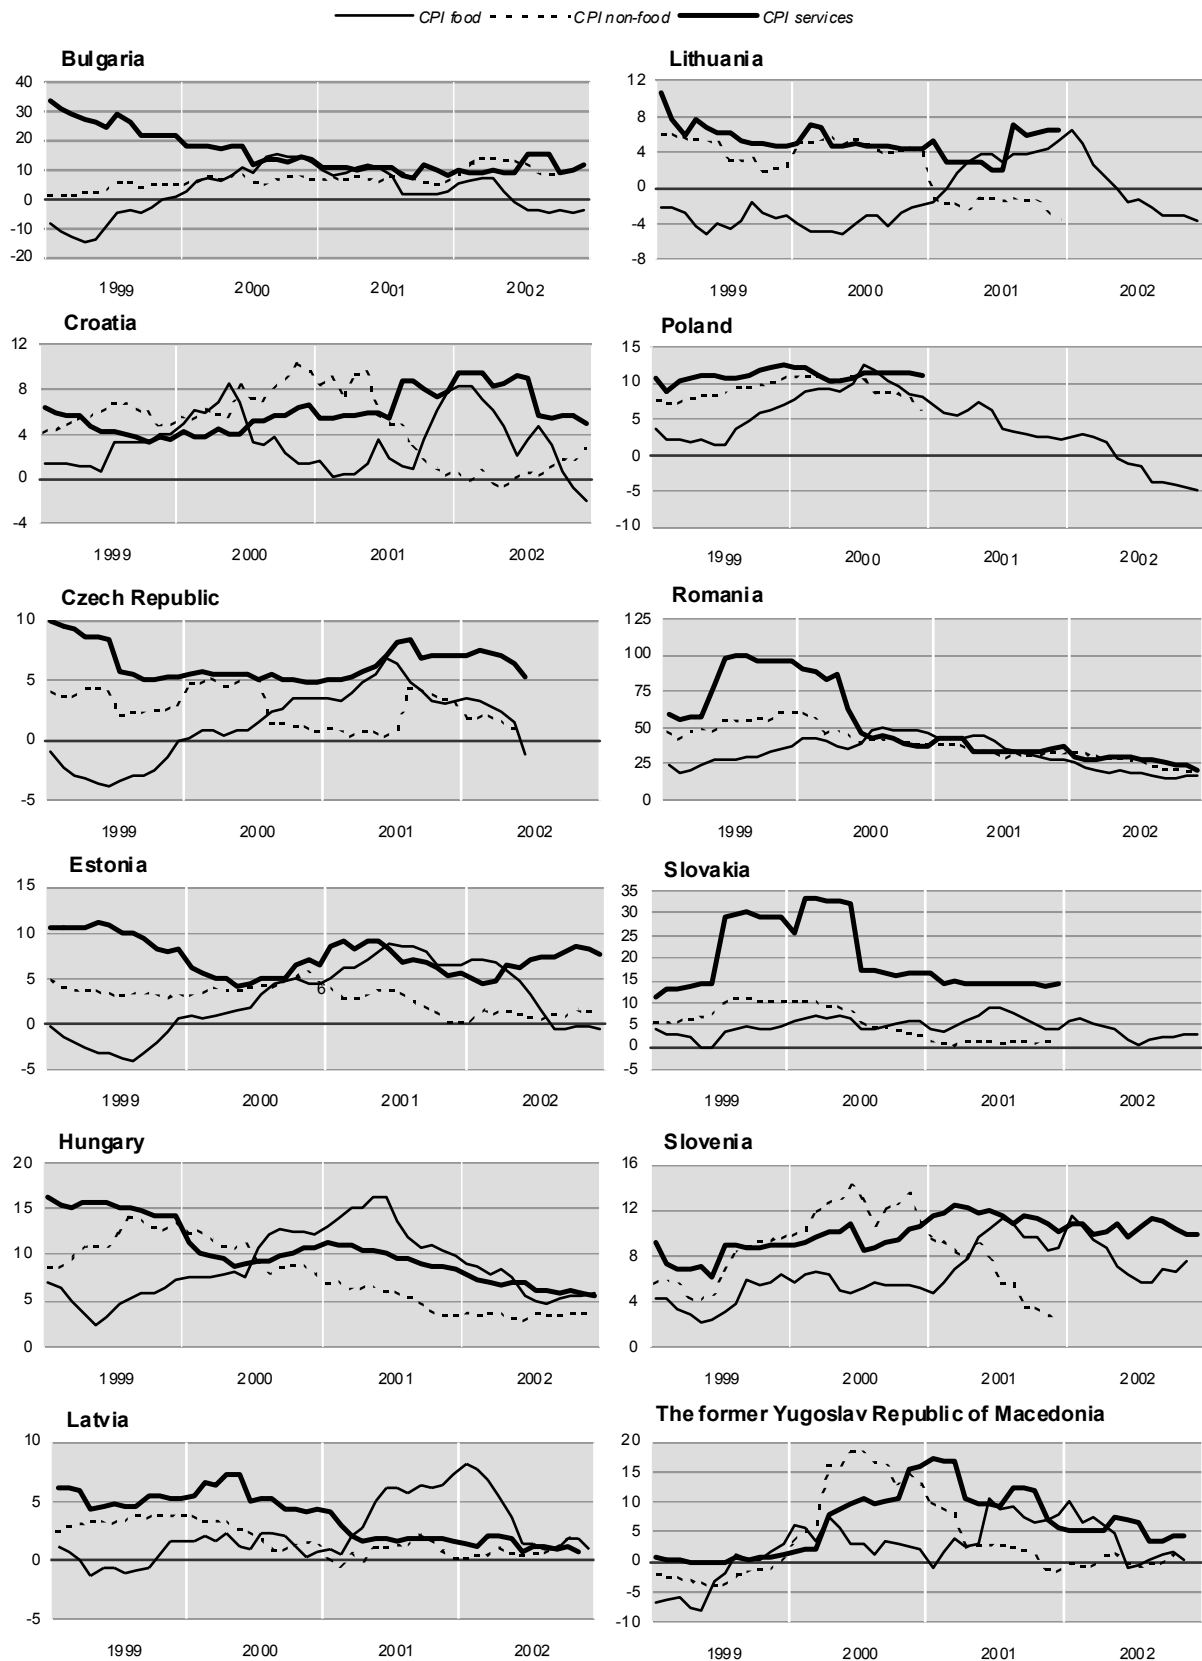 CPI food CPI non-food CPI services
Bulgaria
40
30
20
10
0
-10
-20
1999 2000 2001 2002
Lithuania
12
8
4
0
-4
-8
1999 2000 2001 2002
Croatia
12
8
4
0
-4
1999 2000 2001 2002
Poland
15
10
5
0
-5
-10
1999 2000 2001 2002
Czech Republic
10
5
0
-5
1999 2000 2001 2002
Romania
125
100
75
50
25
0
1999 2000 2001 2002
Estonia
15
10
5
0
-5
6
1999 2000 2001 2002
Slovakia
35
30
25
20
15
10
5
0
-5
1999 2000 2001 2002
Hungary
20
15
10
5
0
1999 2000 2001 2002
Slovenia
16
12
8
4
0
1999 2000 2001 2002
Latvia
10
5
0
-5
1999 2000 2001 2002
The former Yugoslav Republic of Macedonia
20
15
10
5
0
-5
-10
1999 2000 2001 2002